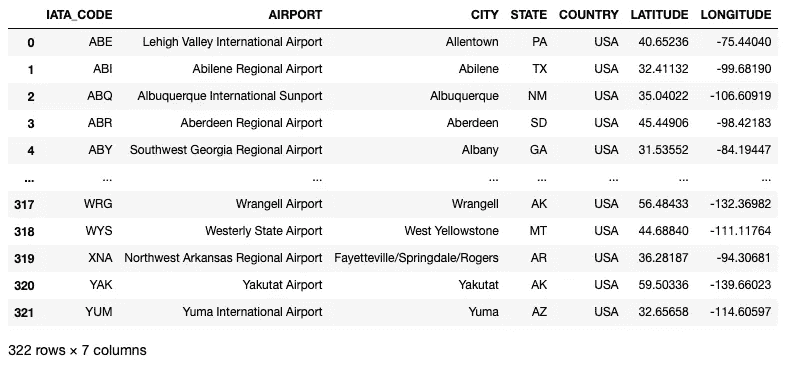 IATA_CODE AIRPORT CITY STATE COUNTRY LATITUDE LONGITUDE
0 ABE Lehigh Valley International Airport Allentown PA USA 40.65236 -75.44040
1 ABI Abilene Regional Airport Abilene TX USA 32.41132 -99.68190
2 ABQ Albuquerque International Sunport Albuquerque NM USA 35.04022 -106.60919
3 ABR Aberdeen Regional Airport Aberdeen SD USA 45.44906 -98.42183
4 ABY Southwest Georgia Regional Airport Albany GA USA 31.53552 -84.19447
... ... ... ... ... ... ... ...
317 WRG Wrangell Airport Wrangell AK USA 56.48433 -132.36982
318 WYS Westerly State Airport West Yellowstone MT USA 44.68840 -111.11764
319 XNA Northwest Arkansas Regional Airport Fayetteville/Springdale/Rogers AR USA 36.28187 -94.30681
320 YAK Yakutat Airport Yakutat AK USA 59.50336 -139.66023
321 YUM Yuma International Airport Yuma AZ USA 32.65658 -114.60597
322 rows × 7 columns